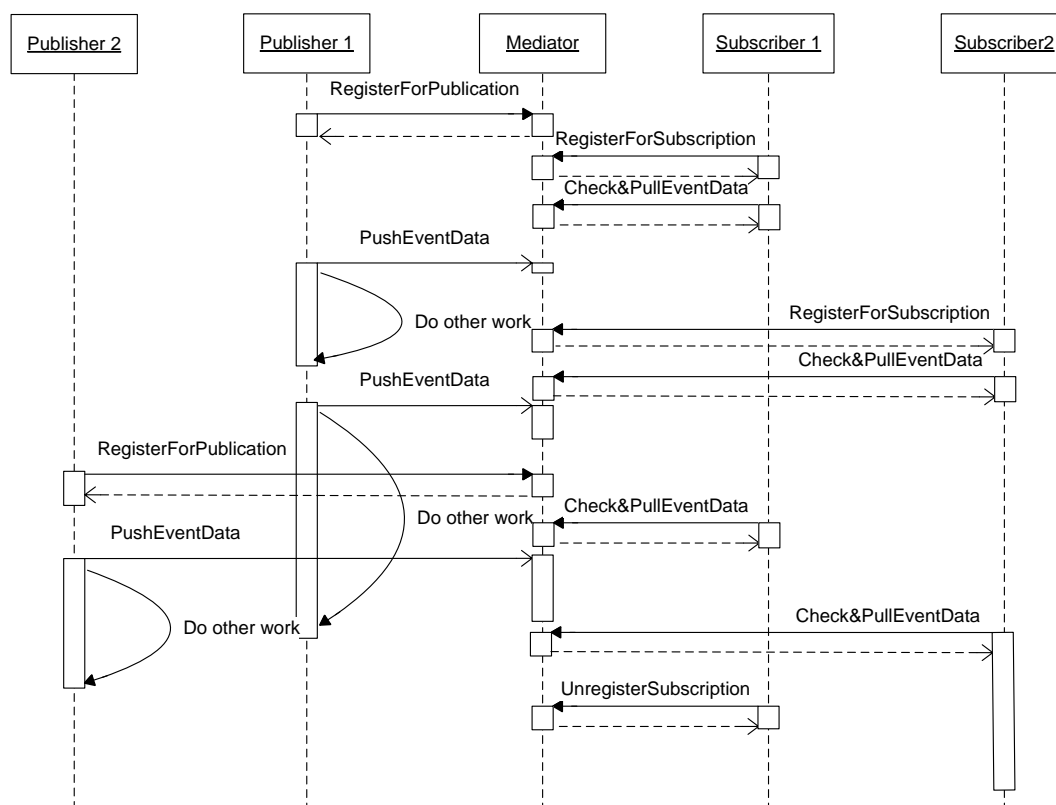 Publisher 2
Publisher 1
Mediator
Subscriber 1
Subscriber2
RegisterForPublication
RegisterForSubscription
Check&PullEventData
PushEventData
Do other work
RegisterForSubscription
Check&PullEventData
PushEventData
RegisterForPublication
Check&PullEventData
Do other work
PushEventData
Check&PullEventData
Do other work
UnregisterSubscription